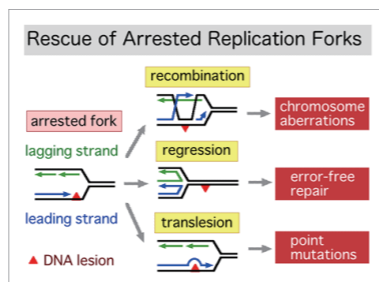 Rescue of Arrested Replication Forks
recombination
chromosome
aberrations
arrested fork
lagging strand
regression
error-free
repair
leading strand
translesion
point
mutations
DNA lesion